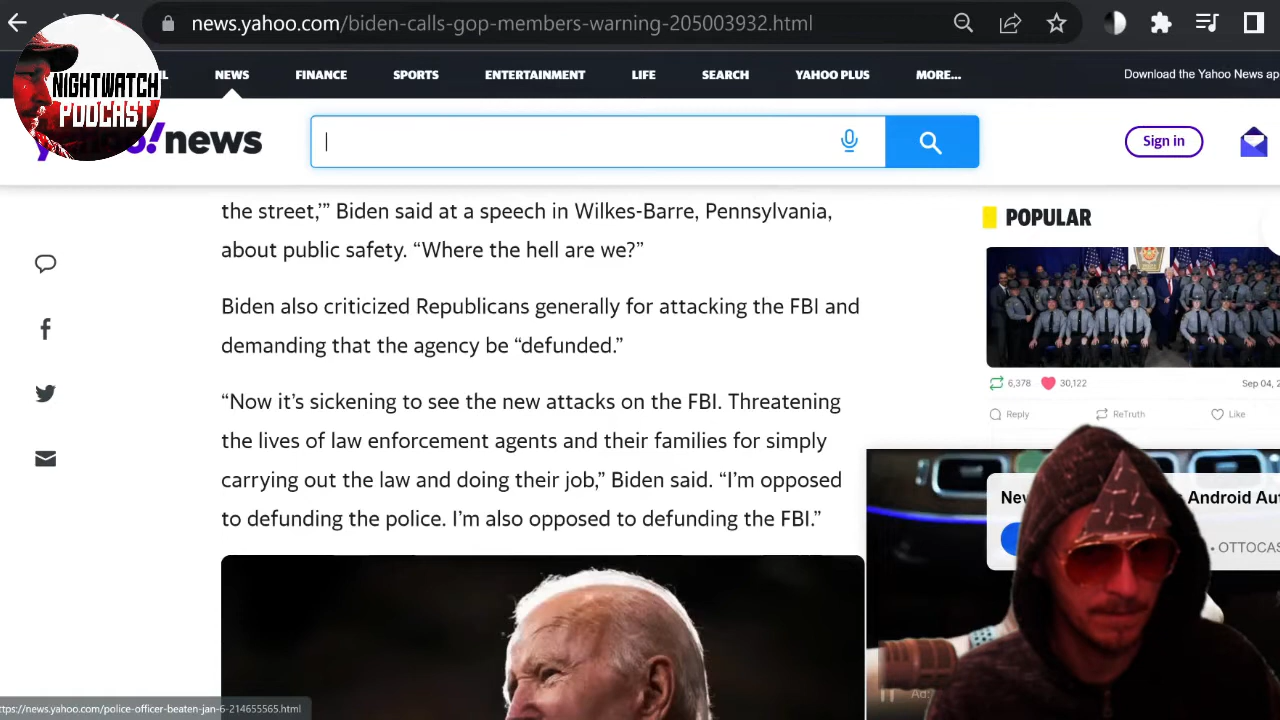 news.yahoo.com/biden-calls-gop-members-warning-205003932.html
NIGHTWATCH
PODCAST
NEWS
FINANCE
SPORTS
ENTERTAINMENT
LIFE
SEARCH
YAHOO PLUS
MORE...
Download the Yahoo News ap
yahoo!news
Sign in
the street,’” Biden said at a speech in Wilkes-Barre, Pennsylvania,
about public safety. “Where the hell are we?”
Biden also criticized Republicans generally for attacking the FBI and
demanding that the agency be “defunded.”
“Now it’s sickening to see the new attacks on the FBI. Threatening
the lives of law enforcement agents and their families for simply
carrying out the law and doing their job,” Biden said. “I’m opposed
to defunding the police. I’m also opposed to defunding the FBI.”
POPULAR
6,378
30,122
Sep 04, 2
Reply
ReTruth
Like
Android Au
• OTTOCAS
Ad:
ttps://news.yahoo.com/police-officer-beaten-jan-6-214655565.html